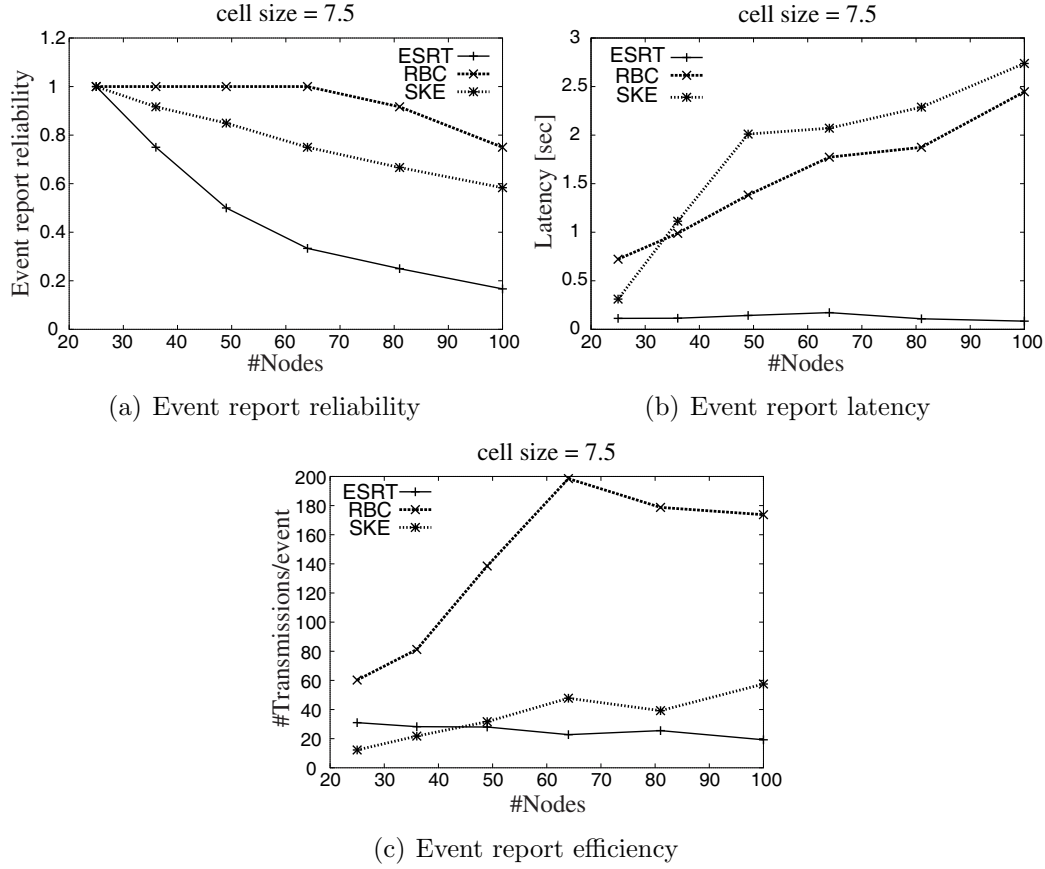 cell size = 7.5
Event report reliability
1.2
1
0.8
0.6
0.4
0.2
0
ESRT
RBC
SKE
20 30 40 50 60 70 80 90 100
#Nodes
(a) Event report reliability
cell size = 7.5
Latency [sec]
3
2.5
2
1.5
1
0.5
0
ESRT
RBC
SKE
20 30 40 50 60 70 80 90 100
#Nodes
(b) Event report latency
cell size = 7.5
#Transmissions/event
200
180
160
140
120
100
80
60
40
20
0
ESRT
RBC
SKE
20 30 40 50 60 70 80 90 100
#Nodes
(c) Event report efficiency